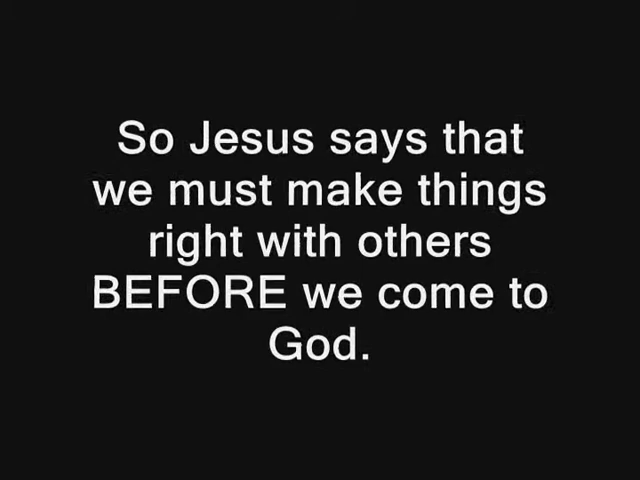 So Jesus says that
we must make things
right with others
BEFORE we come to
God.